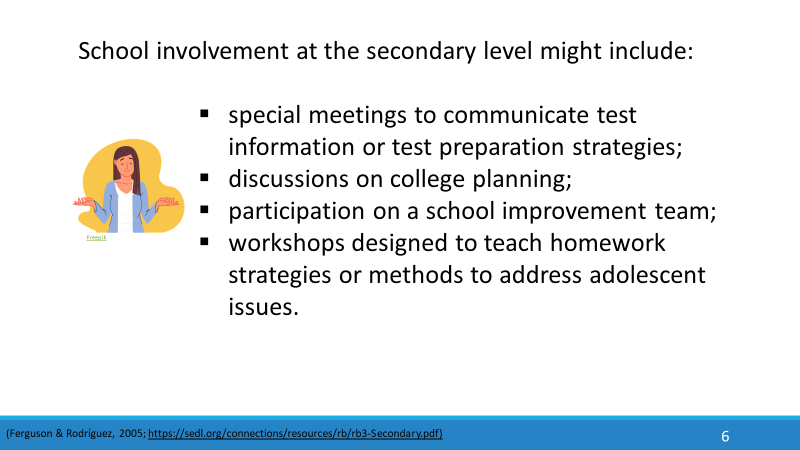 School involvement at the secondary level might include:
▪ special meetings to communicate test
information or test preparation strategies;
▪ discussions on college planning;
▪ participation on a school improvement team;
▪ workshops designed to teach homework
strategies or methods to address adolescent
issues.
Freepik
(Ferguson & Rodríguez, 2005; https://sedl.org/connections/resources/rb/rb3-Secondary.pdf)
6